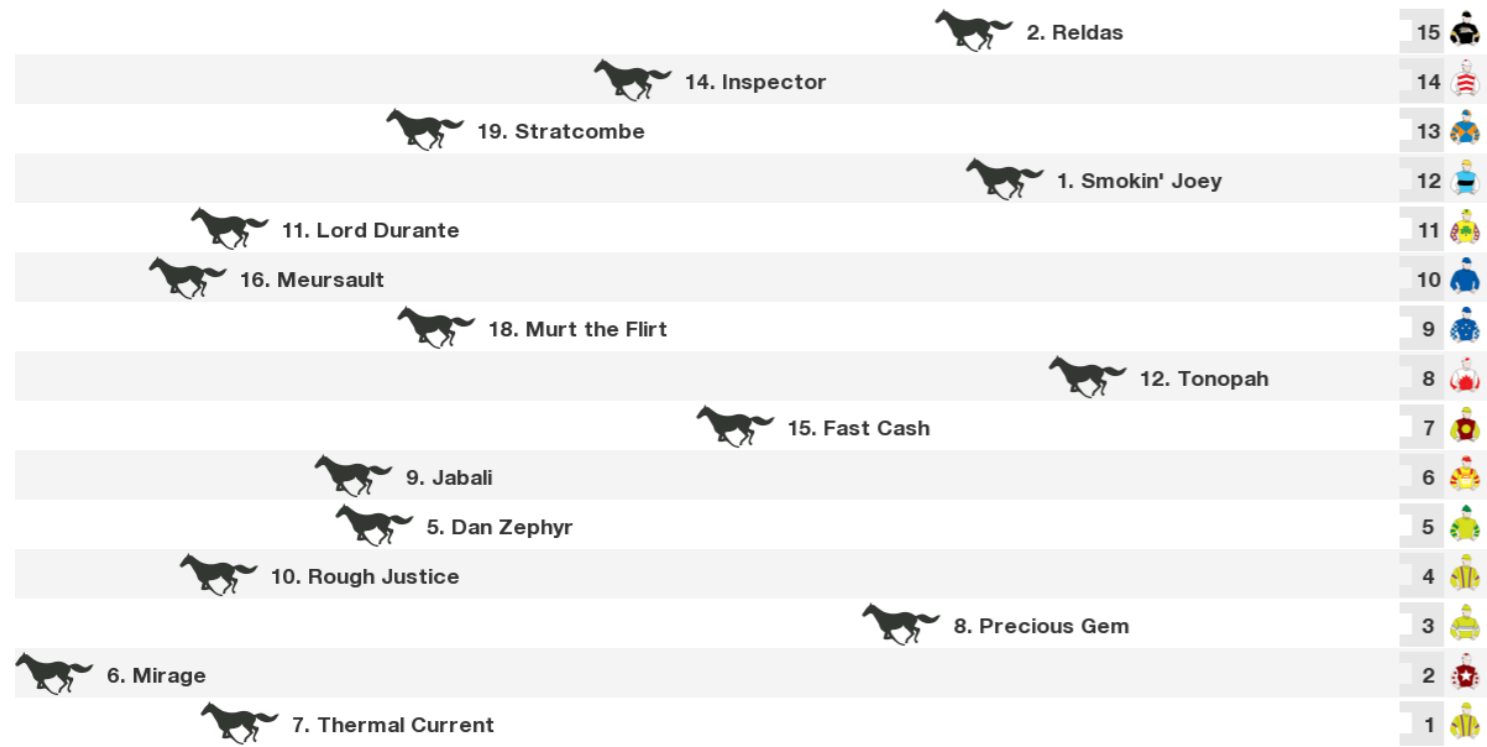 2. Reldas 15
14. Inspector 14
19. Stratcombe 13
1. Smokin' Joey 12
11. Lord Durante 11
16. Meursault 10
18. Murt the Flirt 9
12. Tonopah 8
15. Fast Cash 7
9. Jabali 6
5. Dan Zephyr 5
10. Rough Justice 4
8. Precious Gem 3
6. Mirage 2
7. Thermal Current 1